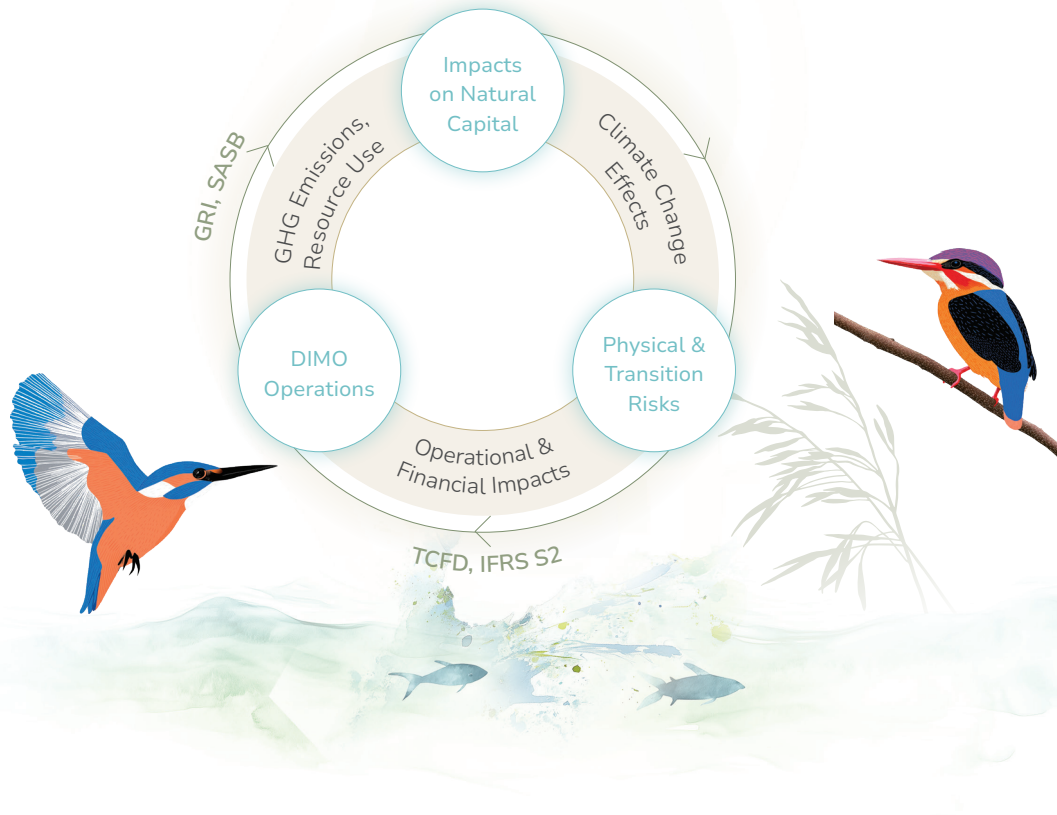 Impacts
on Natural
Capital
GHG Emissions,
Resource Use
Climate Change
Effects
GRI, SASB
DIMO
Operations
Physical &
Transition
Risks
Operational &
Financial Impacts
TCFD, IFRS S2